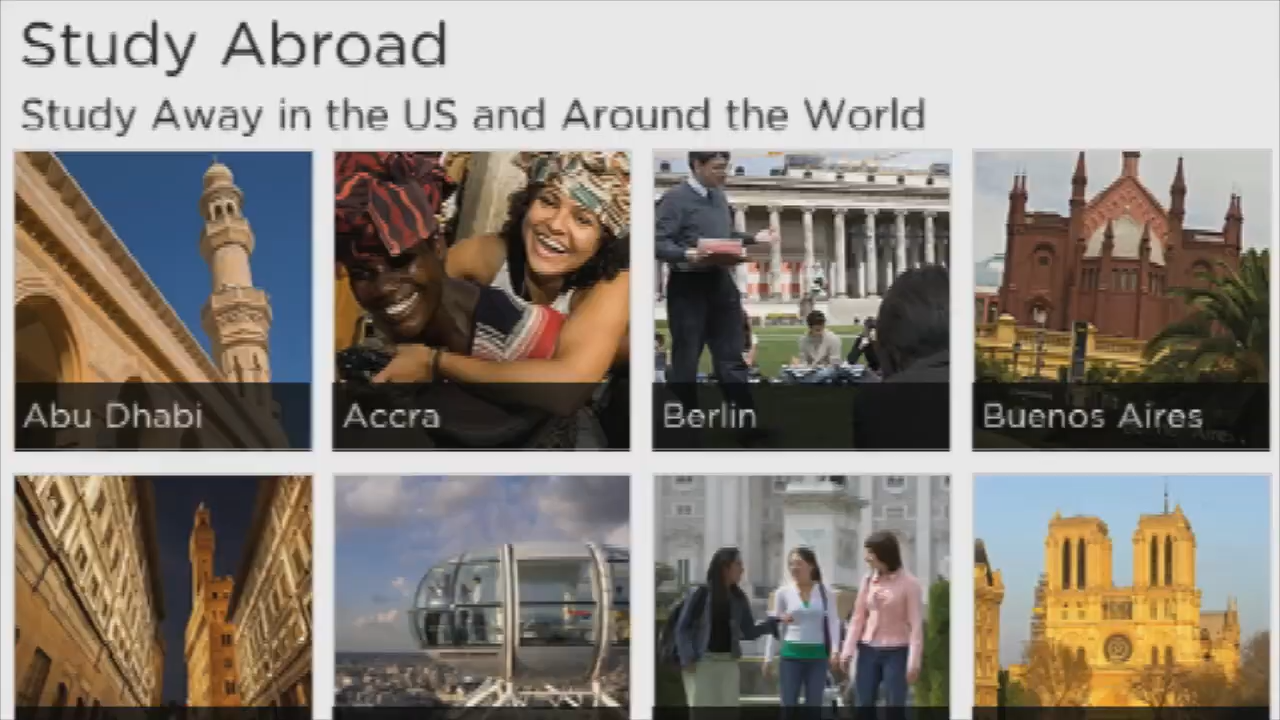 Study Abroad
Study Away in the US and Around the World
Abu Dhabi
Accra
Berlin
Buenos Aires